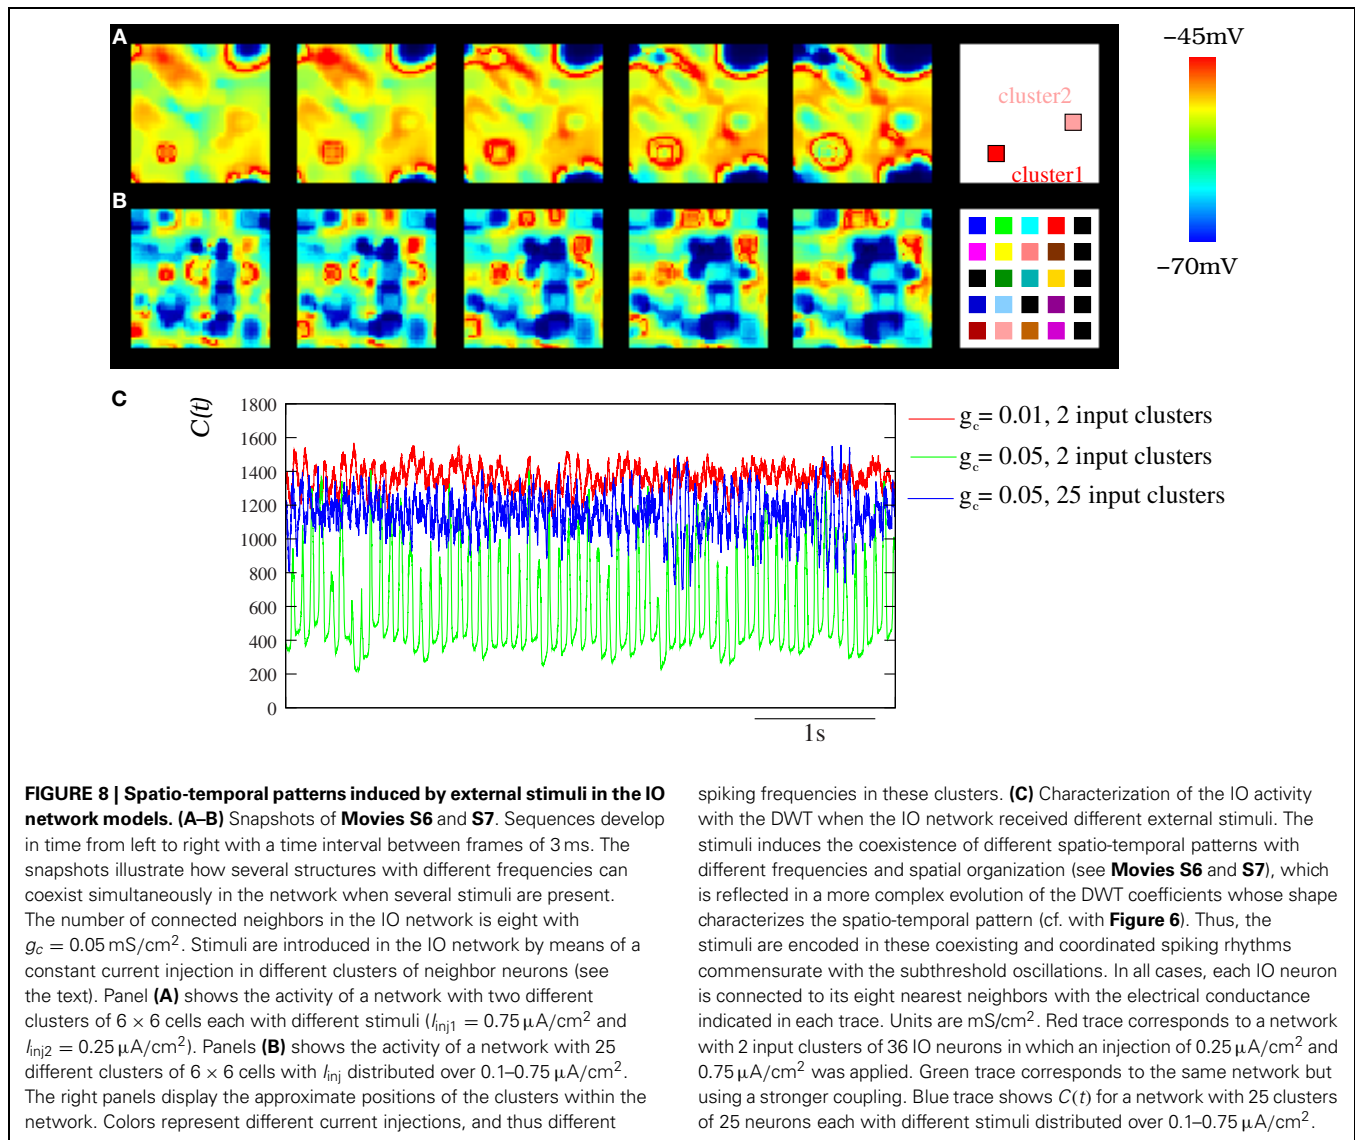 A
−45mV
cluster2
cluster1
B
−70mV
C
C(t)
1800
1600
1400
1200
1000
800
600
400
200
0
g_c = 0.01, 2 input clusters
g_c = 0.05, 2 input clusters
g_c = 0.05, 25 input clusters
1s
FIGURE 8 | Spatio-temporal patterns induced by external stimuli in the IO
network models. (A–B) Snapshots of Movies S6 and S7. Sequences develop
in time from left to right with a time interval between frames of 3 ms. The
snapshots illustrate how several structures with different frequencies can
coexist simultaneously in the network when several stimuli are present.
The number of connected neighbors in the IO network is eight with
g_c = 0.05 mS/cm². Stimuli are introduced in the IO network by means of a
constant current injection in different clusters of neighbor neurons (see
the text). Panel (A) shows the activity of a network with two different
clusters of 6 × 6 cells each with different stimuli (I_inj1 = 0.75 μA/cm² and
I_inj2 = 0.25 μA/cm²). Panels (B) shows the activity of a network with 25
different clusters of 6 × 6 cells with I_inj distributed over 0.1–0.75 μA/cm².
The right panels display the approximate positions of the clusters within the
network. Colors represent different current injections, and thus different
spiking frequencies in these clusters. (C) Characterization of the IO activity
with the DWT when the IO network received different external stimuli. The
stimuli induces the coexistence of different spatio-temporal patterns with
different frequencies and spatial organization (see Movies S6 and S7), which
is reflected in a more complex evolution of the DWT coefficients whose shape
characterizes the spatio-temporal pattern (cf. with Figure 6). Thus, the
stimuli are encoded in these coexisting and coordinated spiking rhythms
commensurate with the subthreshold oscillations. In all cases, each IO neuron
is connected to its eight nearest neighbors with the electrical conductance
indicated in each trace. Units are mS/cm². Red trace corresponds to a network
with 2 input clusters of 36 IO neurons in which an injection of 0.25 μA/cm² and
0.75 μA/cm² was applied. Green trace corresponds to the same network but
using a stronger coupling. Blue trace shows C(t) for a network with 25 clusters
of 25 neurons each with different stimuli distributed over 0.1–0.75 μA/cm².